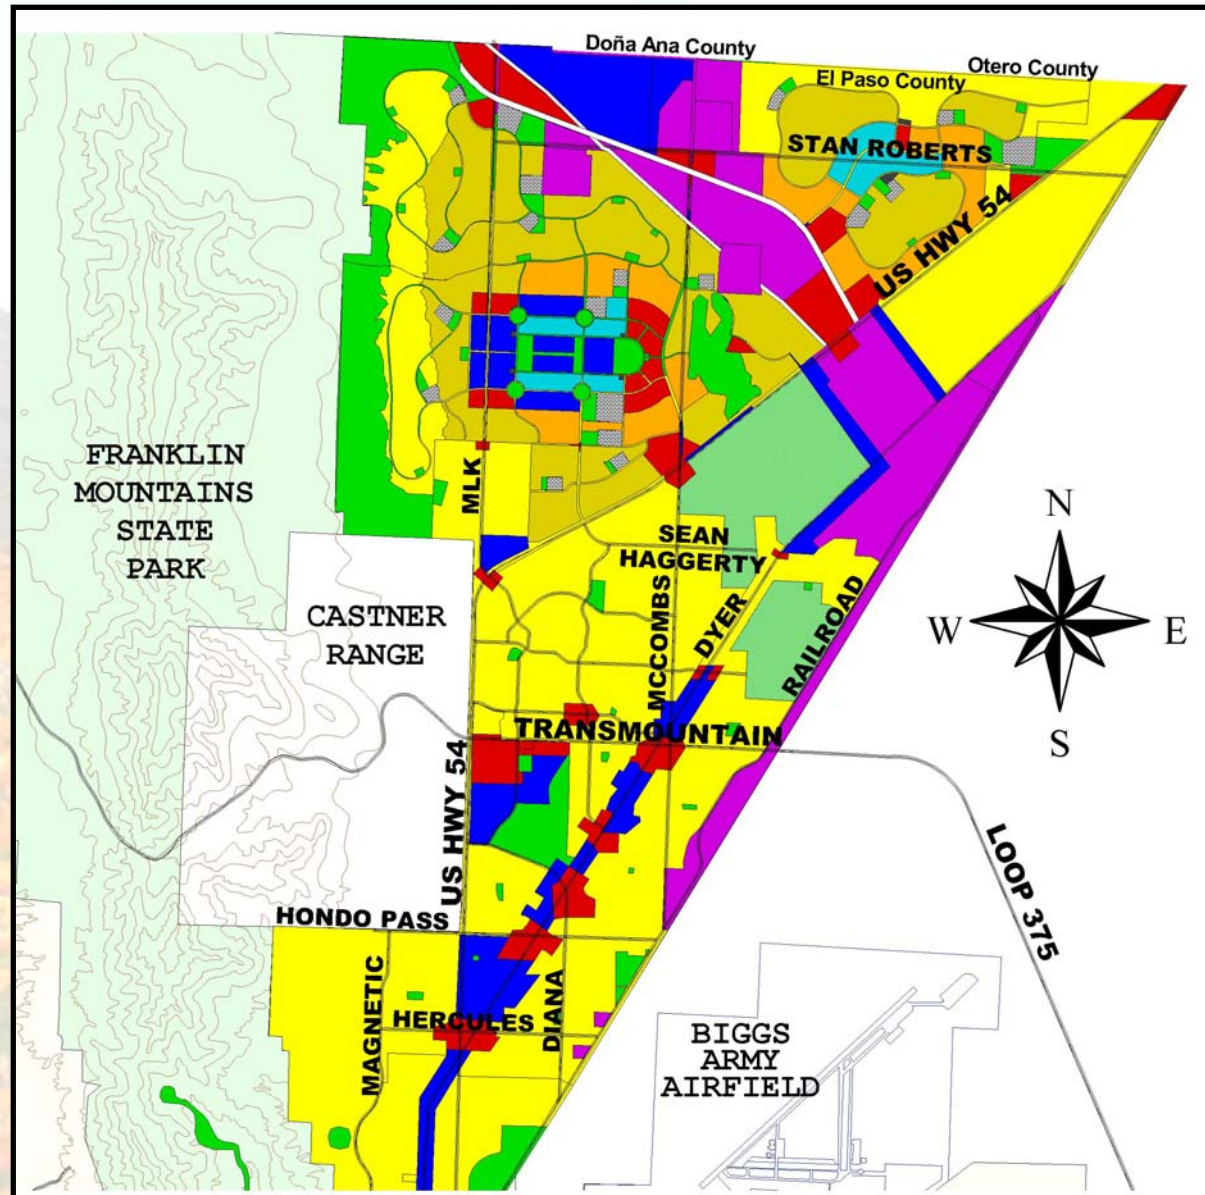 Doña Ana County
Otero County
El Paso County
STAN ROBERTS
US HWY 54
FRANKLIN
MOUNTAINS
STATE
PARK
MLK
SEAN
HAGGERTY
CASTNER
RANGE
MCCOMBS
DYER
RAILROAD
N
W
E
S
TRANSMOUNTAIN
US HWY 54
LOOP 375
HONDO PASS
MAGNETIC
HERCULES
DIANA
BIGGS
ARMY
AIRFIELD